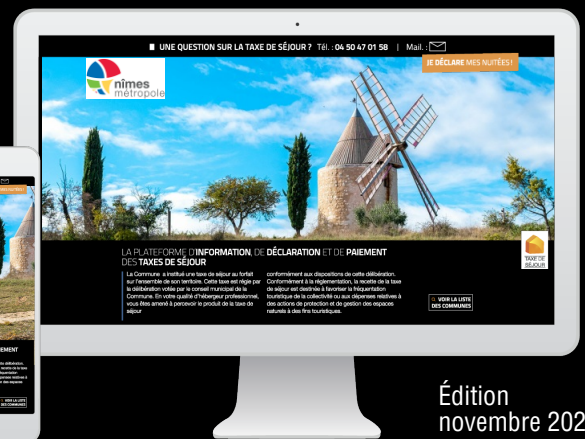 UNE QUESTION SUR LA TAXE DE SÉJOUR ? Tél. : 04 50 47 01 58 | Mail. :
JE DÉCLARE MES NUITÉES !
nîmes
métropole
LA PLATEFORME D'INFORMATION, DE DÉCLARATION ET DE PAIEMENT
DES TAXES DE SÉJOUR
La Commune a institué une taxe de séjour au forfait
sur l'ensemble de son territoire. Cette taxe est régie par
la délibération votée par le conseil municipal de la
Commune. En votre qualité d'hébergeur professionnel,
vous êtes amené à percevoir le produit de la taxe de
séjour
conformément aux dispositions de cette délibération.
Conformément à la réglementation, la recette de la taxe
de séjour est destinée à favoriser la fréquentation
touristique de la collectivité ou aux dépenses relatives à
des actions de protection et de gestion des espaces
naturels à des fins touristiques.
TAXE DE
SÉJOUR
VOIR LA LISTE
DES COMMUNES
VOIR LA LISTE
DES COMMUNES
Édition
novembre 202